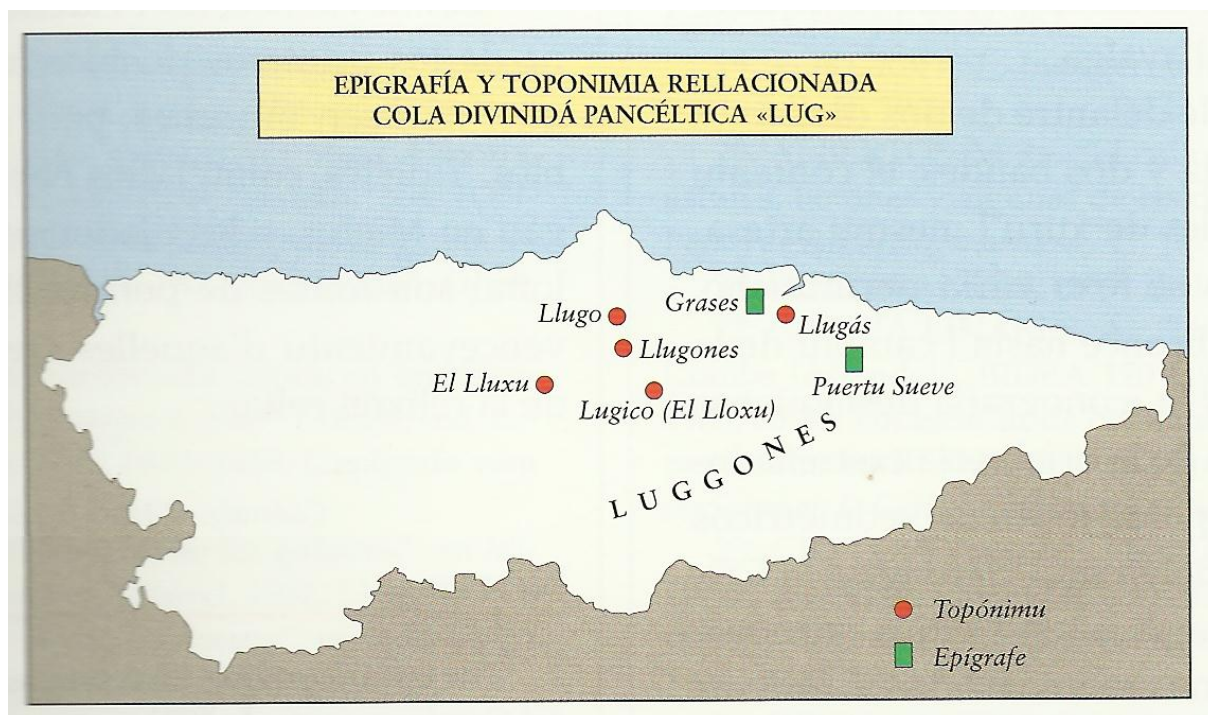 EPIGRAFÍA Y TOPONIMIA RELLACIONADA
COLA DIVINIDÁ PANCÉLTICA «LUG»
Grases
Llugo
Llugás
Llugones
El Lluxu
Puertu Sueve
Lugico (El Lloxu)
LUGGONES
Topónimu
Epígrafe